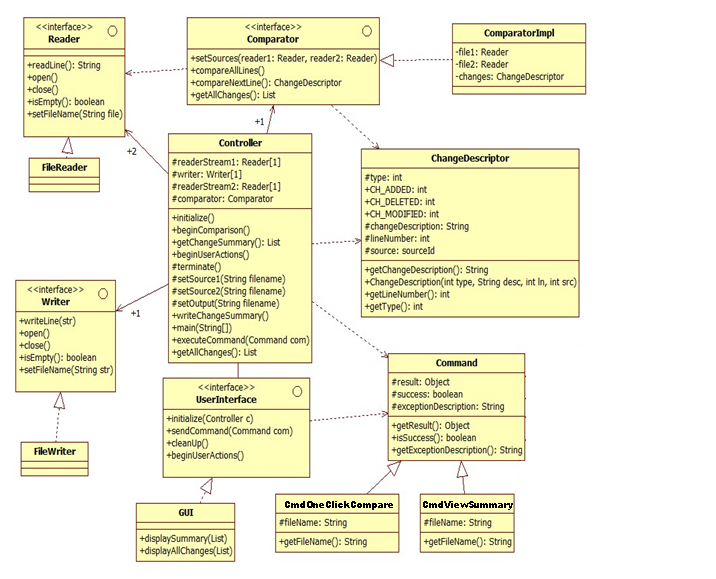 <<interface>>
Reader
+readLine(): String
+open()
+close()
+isEmpty(): boolean
+setFileName(String file)
FileReader
<<interface>>
Comparator
+setSources(reader1: Reader, reader2: Reader)
+compareAllLines()
+compareNextLine(): ChangeDescriptor
+getAllChanges(): List
ComparatorImpl
-file1: Reader
-file2: Reader
-changes: ChangeDescriptor
+1
+2
Controller
#readerStream1: Reader[1]
#writer: Writer[1]
#readerStream2: Reader[1]
#comparator: Comparator
+initialize()
+beginComparison()
+getChangeSummary(): List
+beginUserActions()
#terminate()
#setSource1(String filename)
#setSource2(String filename)
#setOutput(String filename)
+writeChangeSummary()
+main(String[])
+executeCommand(Command com)
+getAllChanges(): List
ChangeDescriptor
#type: int
+CH_ADDED: int
+CH_DELETED: int
+CH_MODIFIED: int
#changeDescription: String
#lineNumber: int
#source: sourceId
+getChangeDescription(): String
+ChangeDescription(int type, String desc, int ln, int src)
+getLineNumber(): int
+getType(): int
<<interface>>
Writer
+writeLine(str)
+open()
+close()
+isEmpty(): boolean
+setFileName(String str)
+1
FileWriter
<<interface>>
UserInterface
+initialize(Controller c)
+sendCommand(Command com)
+cleanUp()
+beginUserActions()
Command
#result: Object
#success: boolean
#exceptionDescription: String
+getResult(): Object
+isSuccess(): boolean
+getExceptionDescription(): String
GUI
+displaySummary(List)
+displayAllChanges(List)
CmdOneClickCompare
#fileName: String
+getFileName(): String
CmdViewSummary
#fileName: String
+getFileName(): String